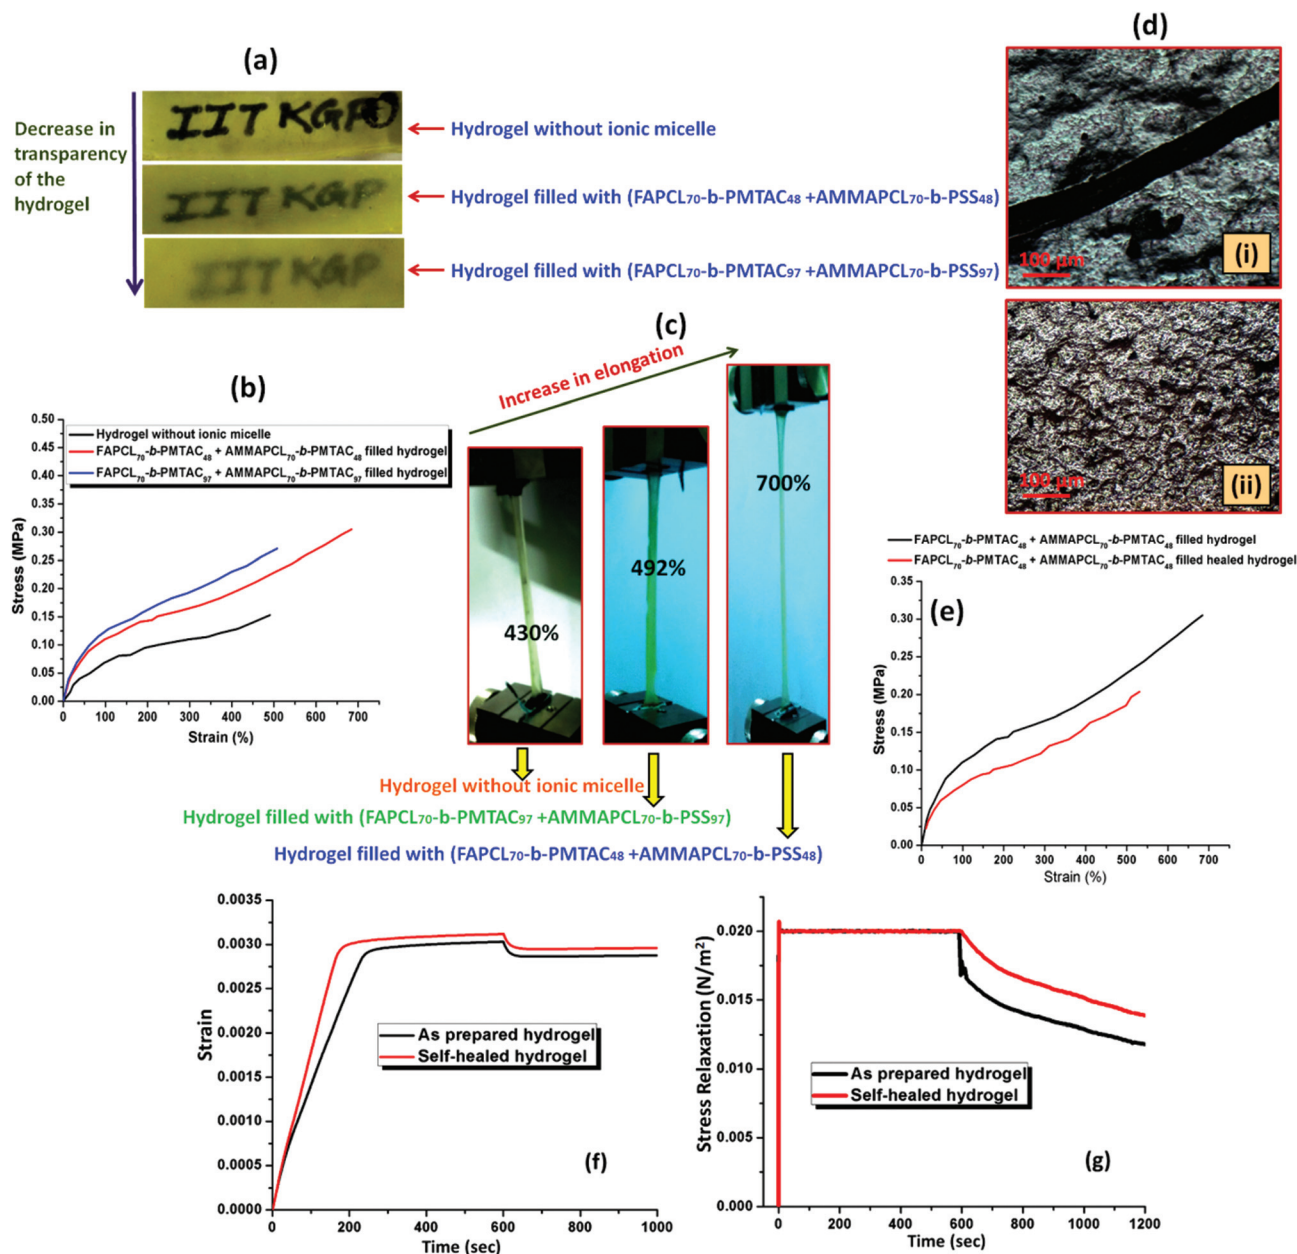 (a)
Decrease in
transparency
of the
hydrogel
IIT KGP
Hydrogel without ionic micelle
IIT KGP
Hydrogel filled with (FAPCL70-b-PMTAC48 +AMMAPCL70-b-PSS48)
IIT KGP
Hydrogel filled with (FAPCL70-b-PMTAC97 +AMMAPCL70-b-PSS97)
(d)
100 µm
(i)
100 µm
(ii)
(b)
Hydrogel without ionic micelle
FAPCL70-b-PMTAC48 + AMMAPCL70-b-PMTAC48 filled hydrogel
FAPCL70-b-PMTAC97 + AMMAPCL70-b-PMTAC97 filled hydrogel
Stress (MPa)
0.50
0.45
0.40
0.35
0.30
0.25
0.20
0.15
0.10
0.05
0.00
0 100 200 300 400 500 600 700
Strain (%)
(c)
Increase in elongation
430%
492%
700%
Hydrogel without ionic micelle
Hydrogel filled with (FAPCL70-b-PMTAC97 +AMMAPCL70-b-PSS97)
Hydrogel filled with (FAPCL70-b-PMTAC48 +AMMAPCL70-b-PSS48)
FAPCL70-b-PMTAC48 + AMMAPCL70-b-PMTAC48 filled hydrogel
FAPCL70-b-PMTAC48 + AMMAPCL70-b-PMTAC48 filled healed hydrogel
(e)
Stress (MPa)
0.35
0.30
0.25
0.20
0.15
0.10
0.05
0.00
0 100 200 300 400 500 600 700
Strain (%)
Strain
0.0035
0.0030
0.0025
0.0020
0.0015
0.0010
0.0005
0.0000
As prepared hydrogel
Self-healed hydrogel
(f)
0 200 400 600 800 1000
Time (sec)
Stress Relaxation (N/m²)
0.020
0.015
0.010
0.005
0.000
As prepared hydrogel
Self-healed hydrogel
(g)
0 200 400 600 800 1000 1200
Time (sec)